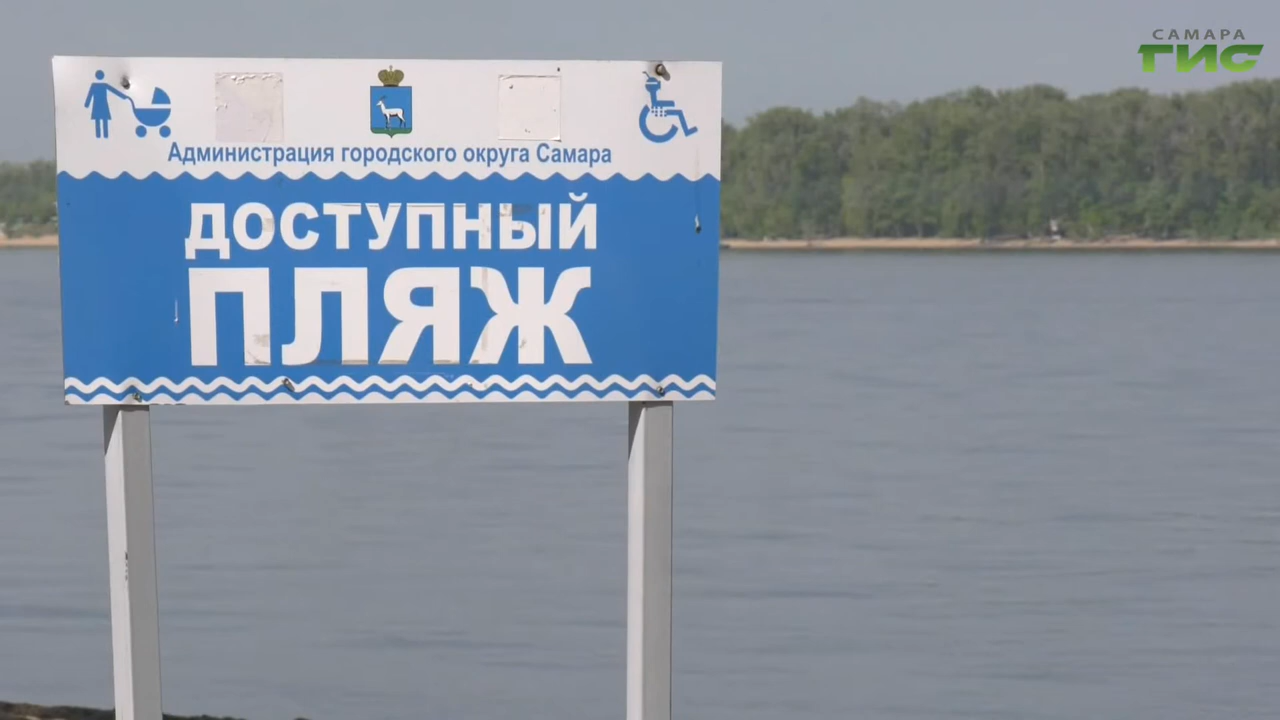 САМАРА
ГИС
Администрация городского округа Самара
ДОСТУПНЫЙ
ПЛЯЖ